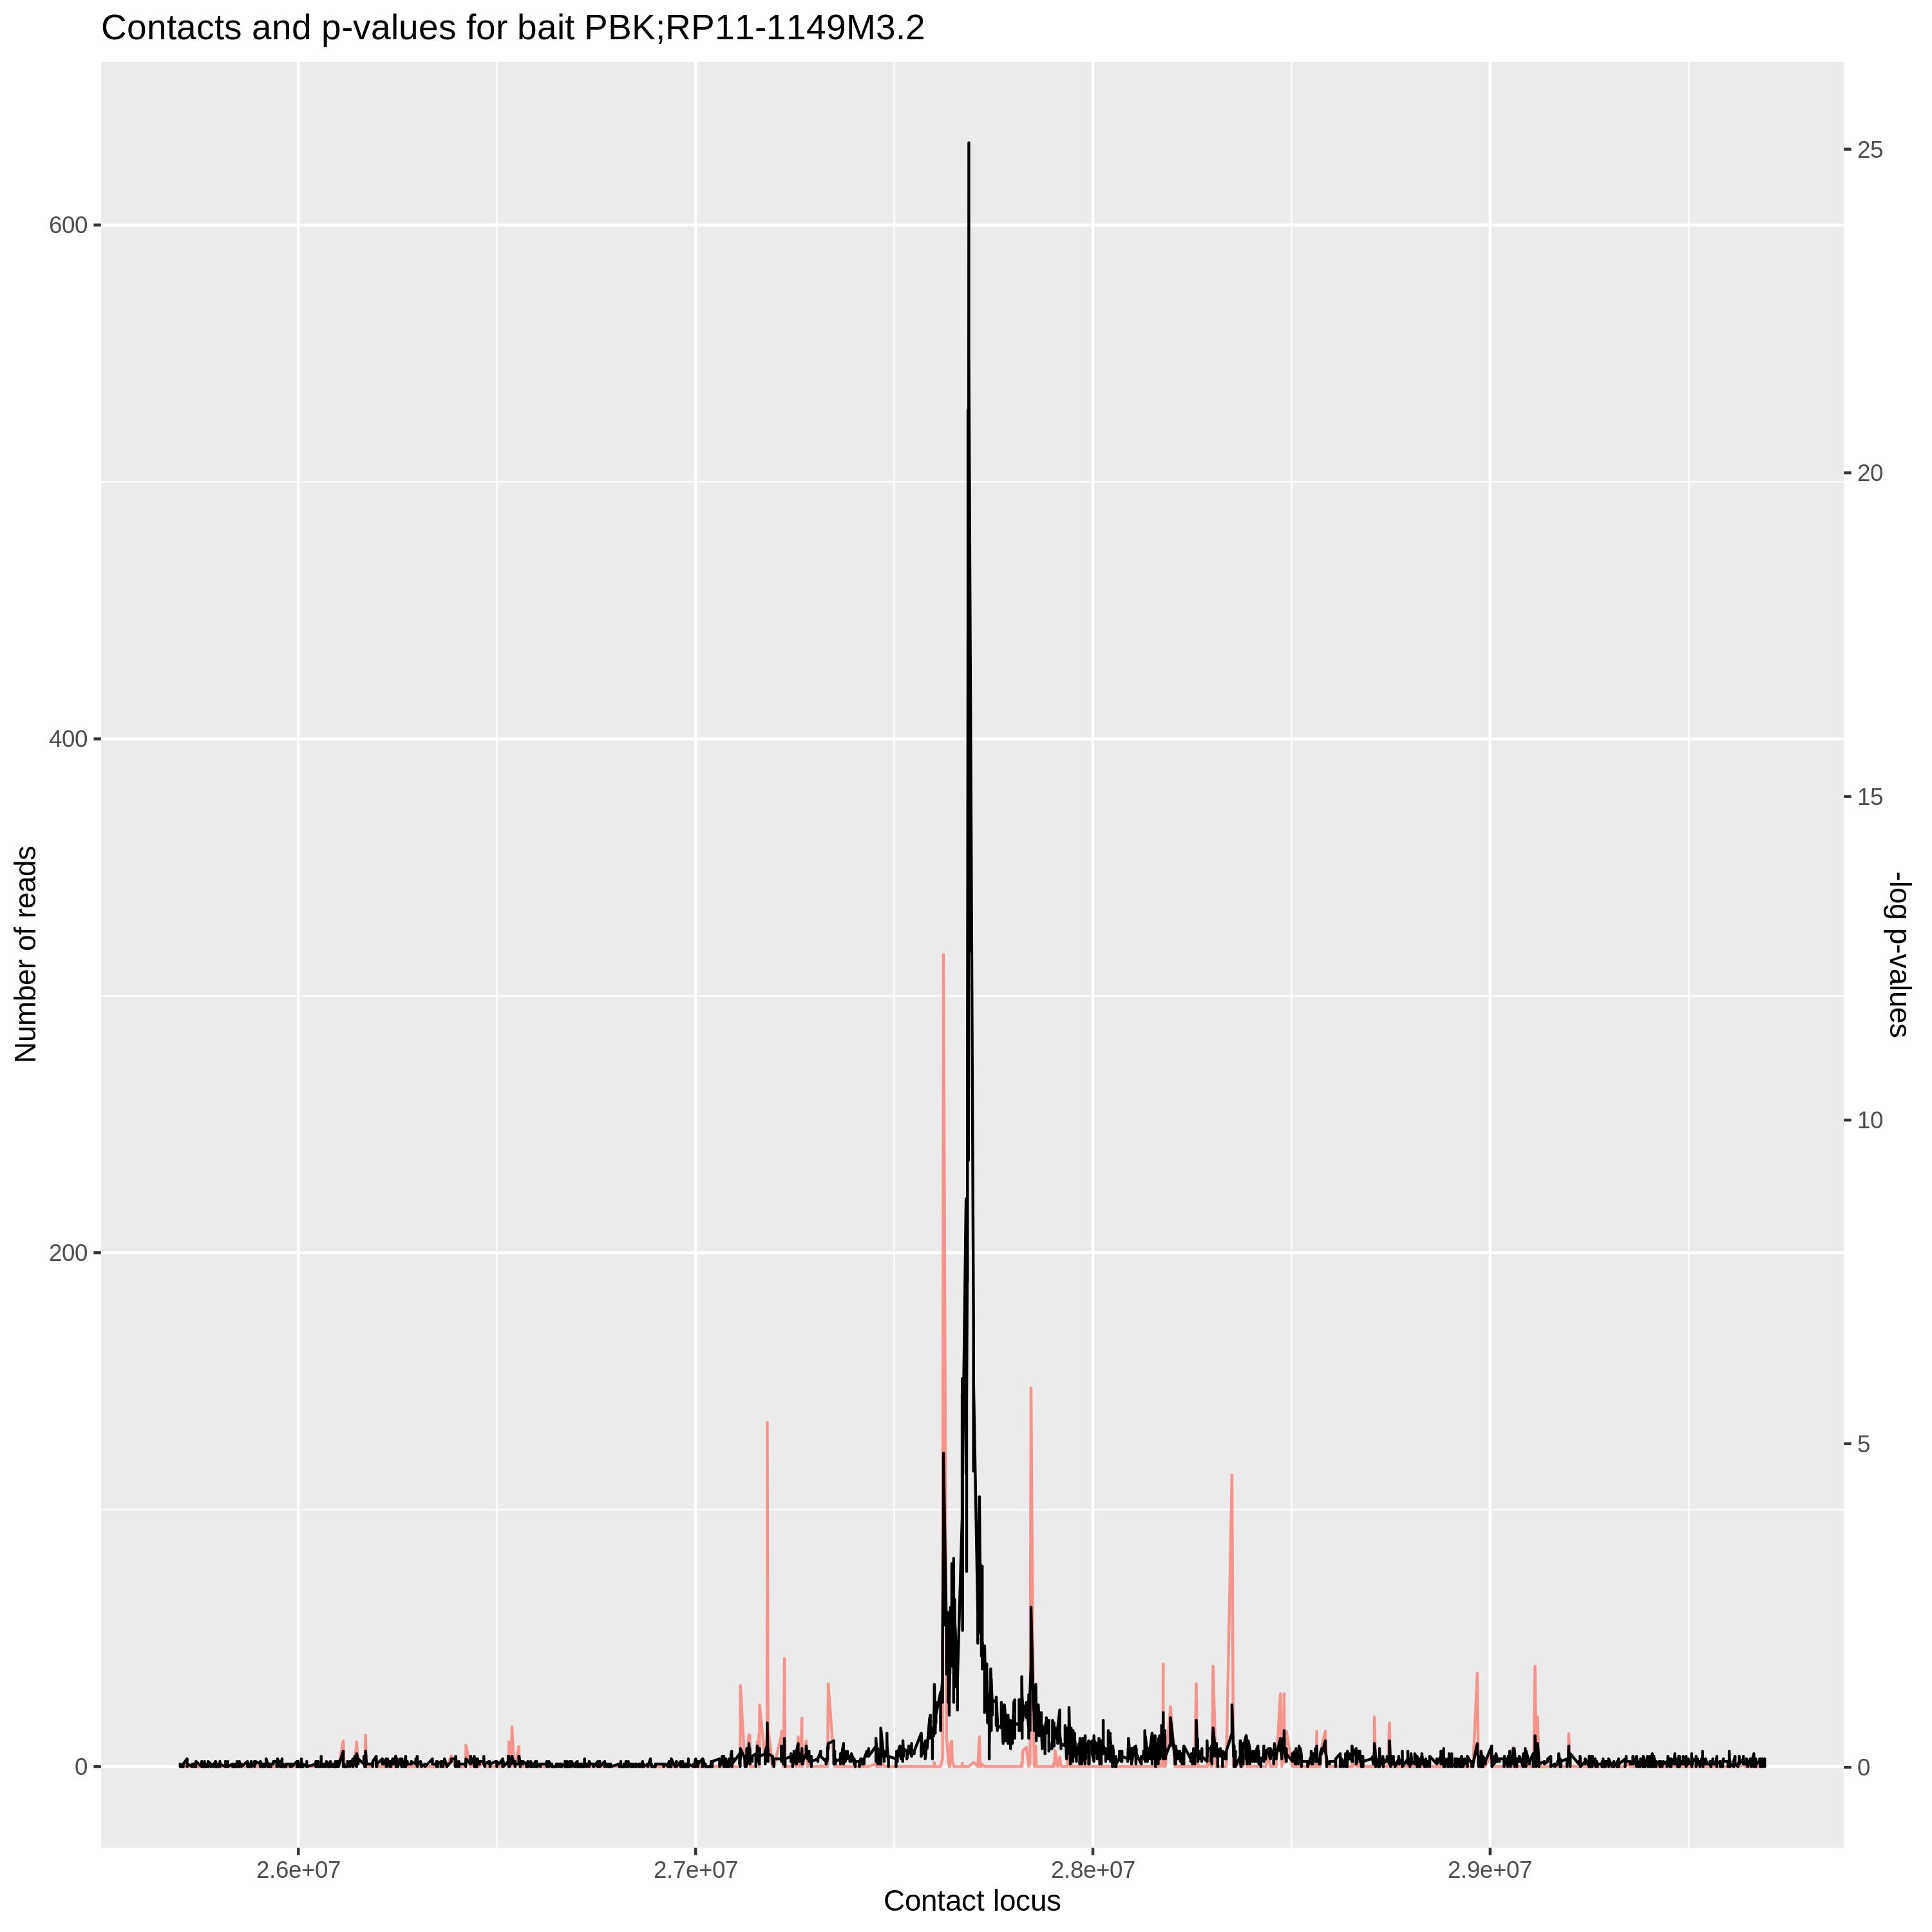 Contacts and p-values for bait PBK;RP11-1149M3.2
600
400
200
0
Number of reads
25
20
15
10
5
0
-log p-values
2.6e+07
2.7e+07
2.8e+07
2.9e+07
Contact locus